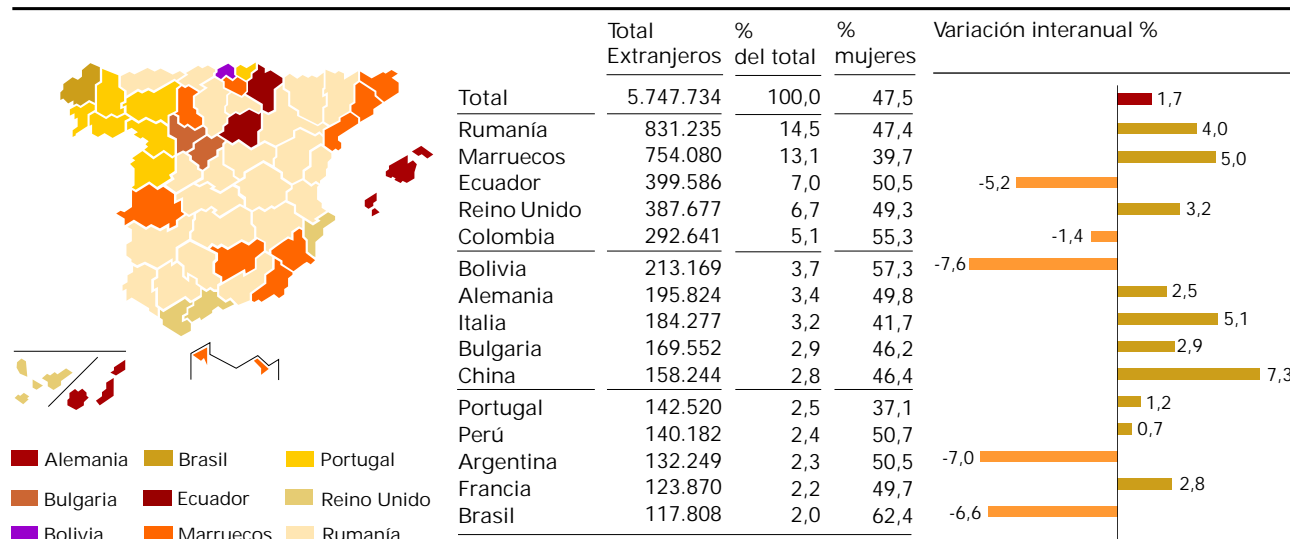 Total Extranjeros % del total % mujeres Variación interanual %
Total 5.747.734 100,0 47,5 1,7
Rumanía 831.235 14,5 47,4 4,0
Marruecos 754.080 13,1 39,7 5,0
Ecuador 399.586 7,0 50,5 -5,2
Reino Unido 387.677 6,7 49,3 3,2
Colombia 292.641 5,1 55,3 -1,4
Bolivia 213.169 3,7 57,3 -7,6
Alemania 195.824 3,4 49,8 2,5
Italia 184.277 3,2 41,7 5,1
Bulgaria 169.552 2,9 46,2 2,9
China 158.244 2,8 46,4 7,3
Portugal 142.520 2,5 37,1 1,2
Perú 140.182 2,4 50,7 0,7
Argentina 132.249 2,3 50,5 -7,0
Francia 123.870 2,2 49,7 2,8
Brasil 117.808 2,0 62,4 -6,6
Alemania Brasil Portugal
Bulgaria Ecuador Reino Unido
Bolivia Marruecos Rumanía